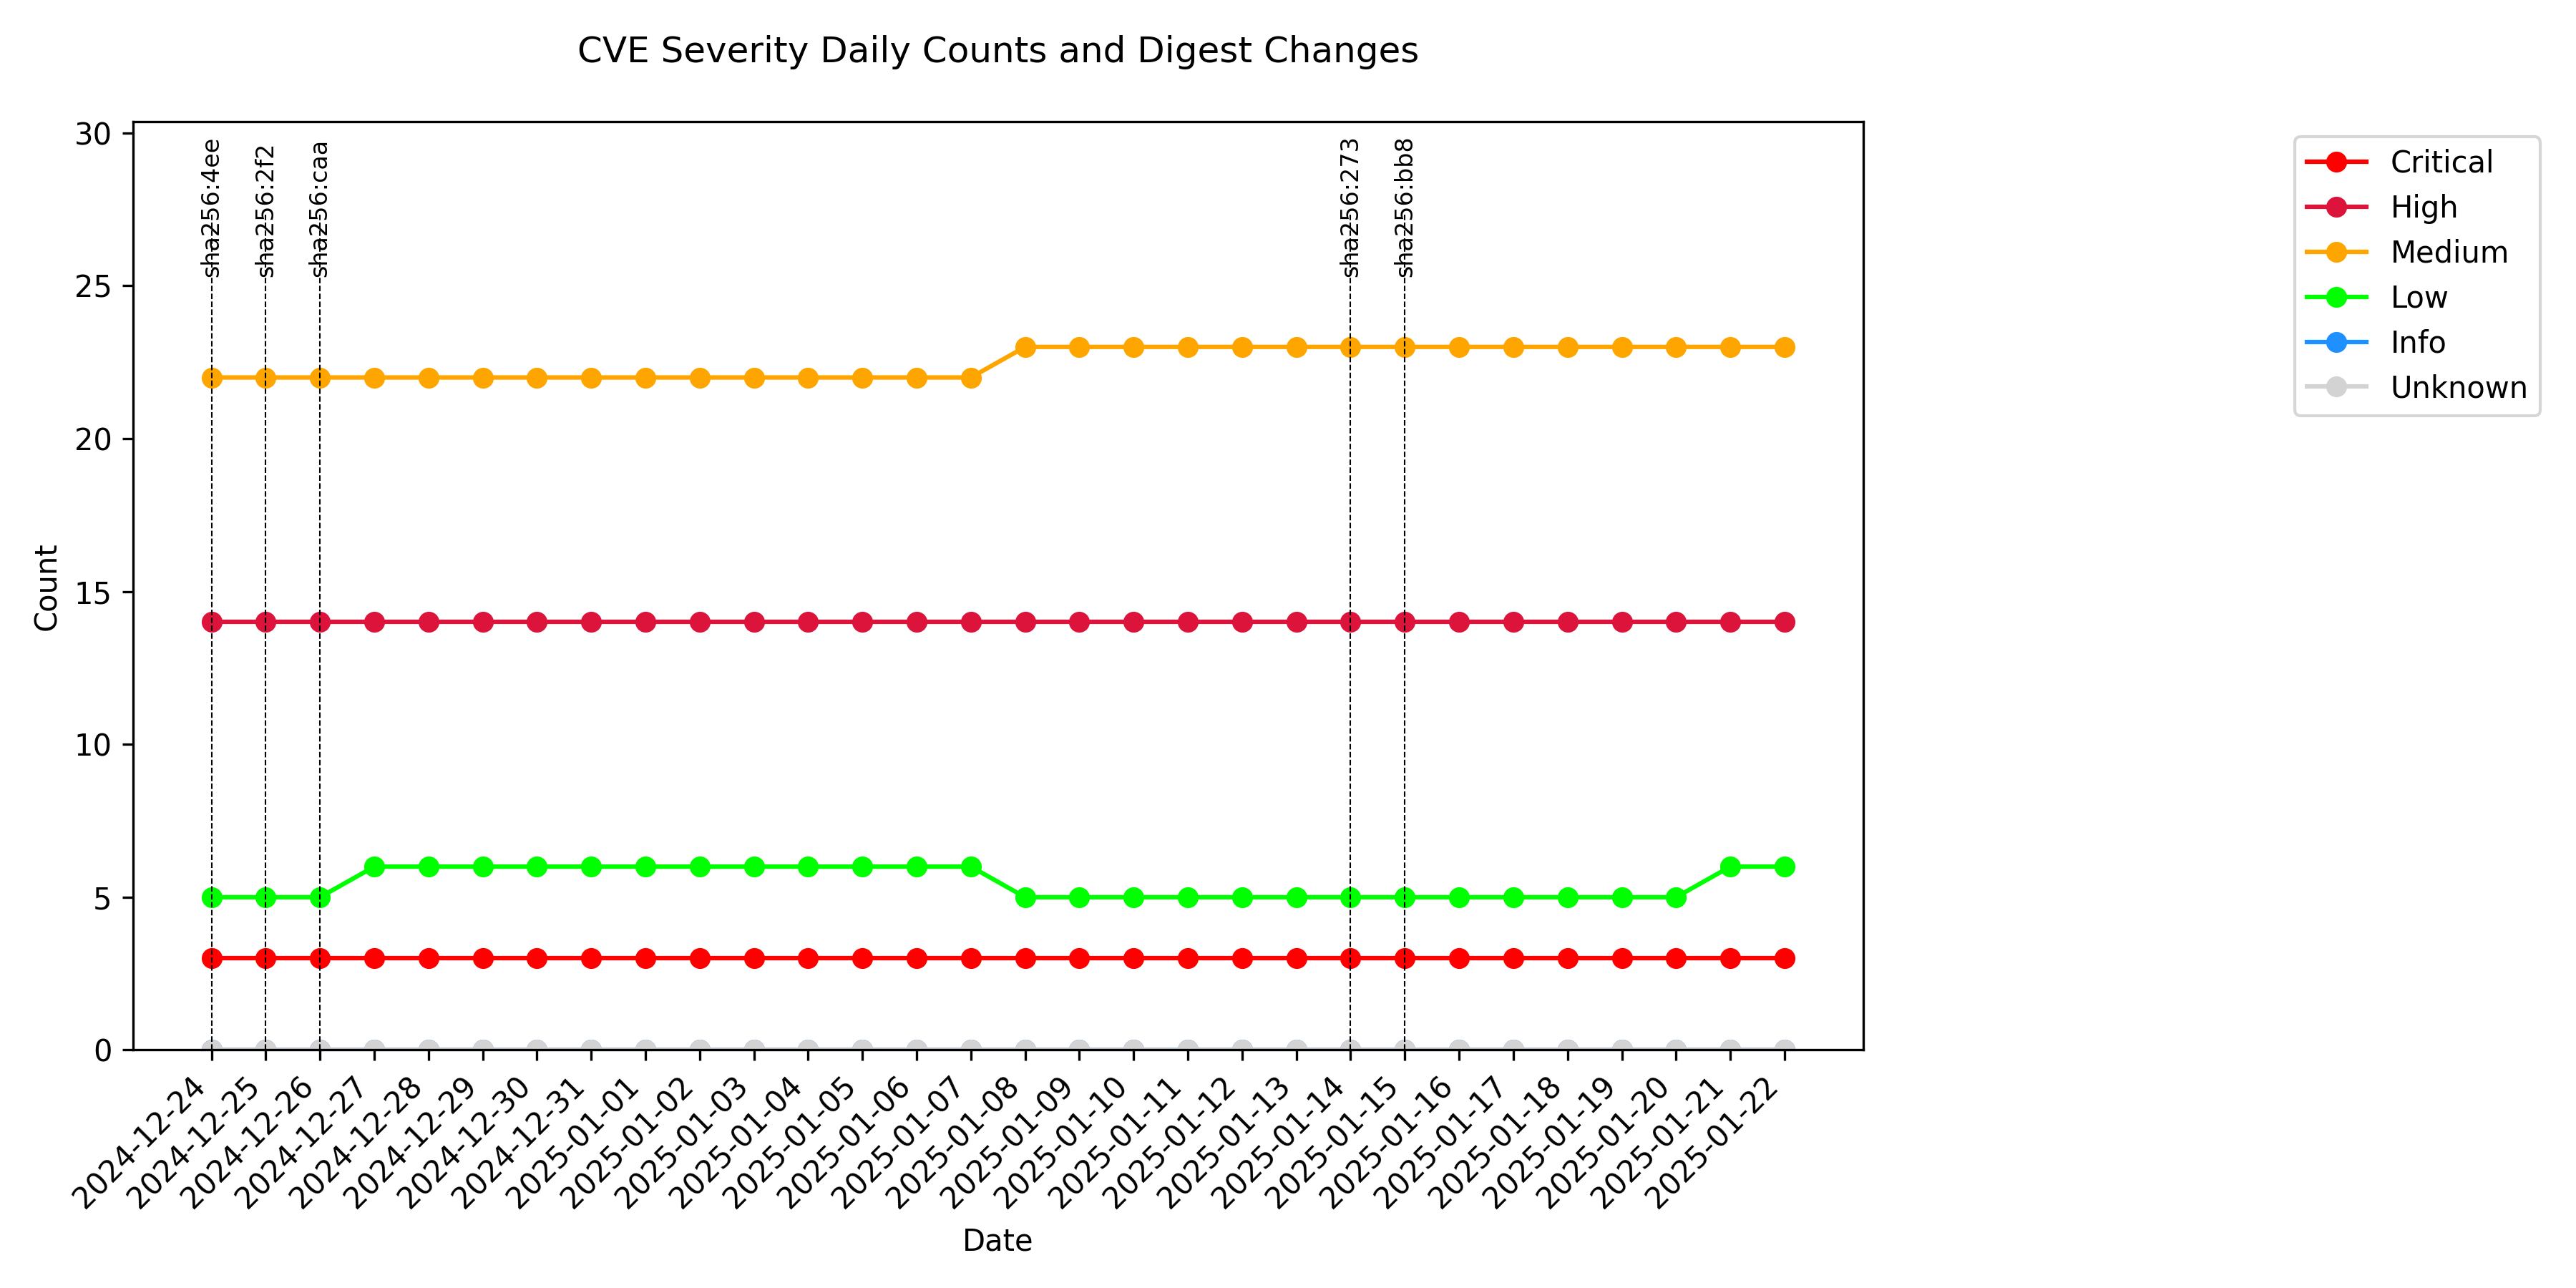 CVE Severity Daily Counts and Digest Changes
30
25
20
15
10
5
0
Count
sha256:4ee
sha256:2f2
sha256:caa
sha256:273
sha256:bb8
Critical
High
Medium
Low
Info
Unknown
2024-12-24
2024-12-25
2024-12-26
2024-12-27
2024-12-28
2024-12-29
2024-12-30
2024-12-31
2025-01-01
2025-01-02
2025-01-03
2025-01-04
2025-01-05
2025-01-06
2025-01-07
2025-01-08
2025-01-09
2025-01-10
2025-01-11
2025-01-12
2025-01-13
2025-01-14
2025-01-15
2025-01-16
2025-01-17
2025-01-18
2025-01-19
2025-01-20
2025-01-21
2025-01-22
Date